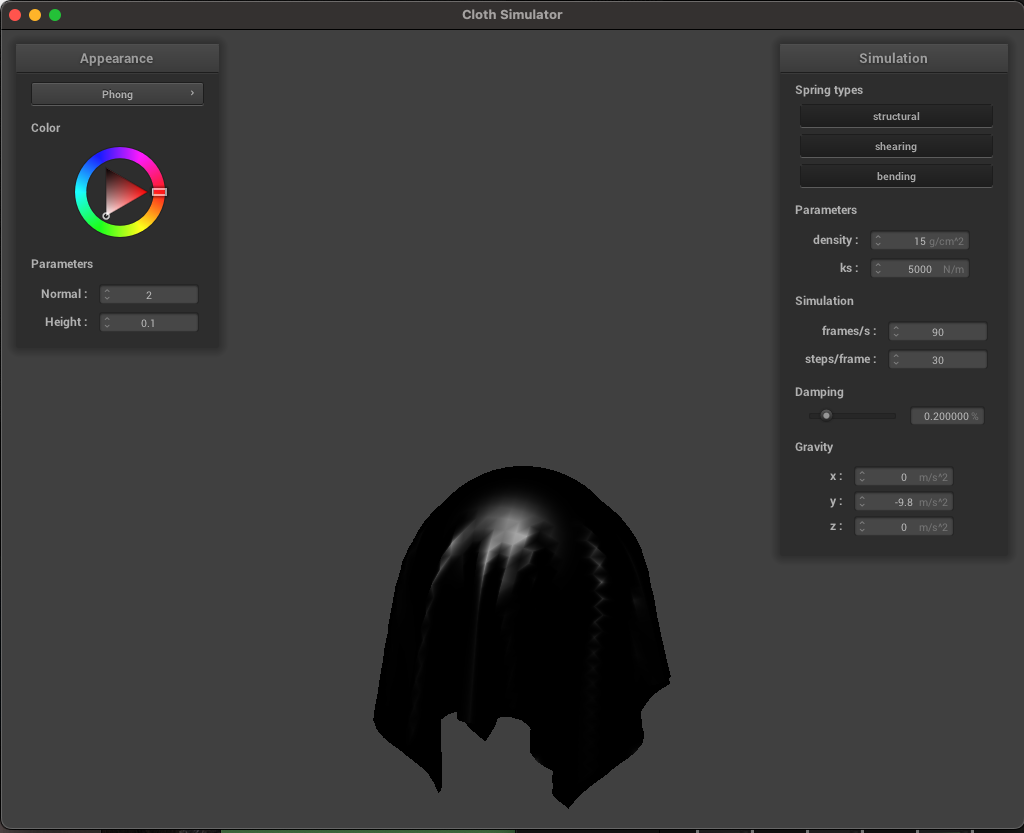 Cloth Simulator
Appearance
Phong
Color
Parameters
Normal : 2
Height : 0.1
Simulation
Spring types
structural
shearing
bending
Parameters
density : 15 g/cm^2
ks : 5000 N/m
Simulation
frames/s : 90
steps/frame : 30
Damping
0.200000 %
Gravity
x : 0 m/s^2
y : -9.8 m/s^2
z : 0 m/s^2